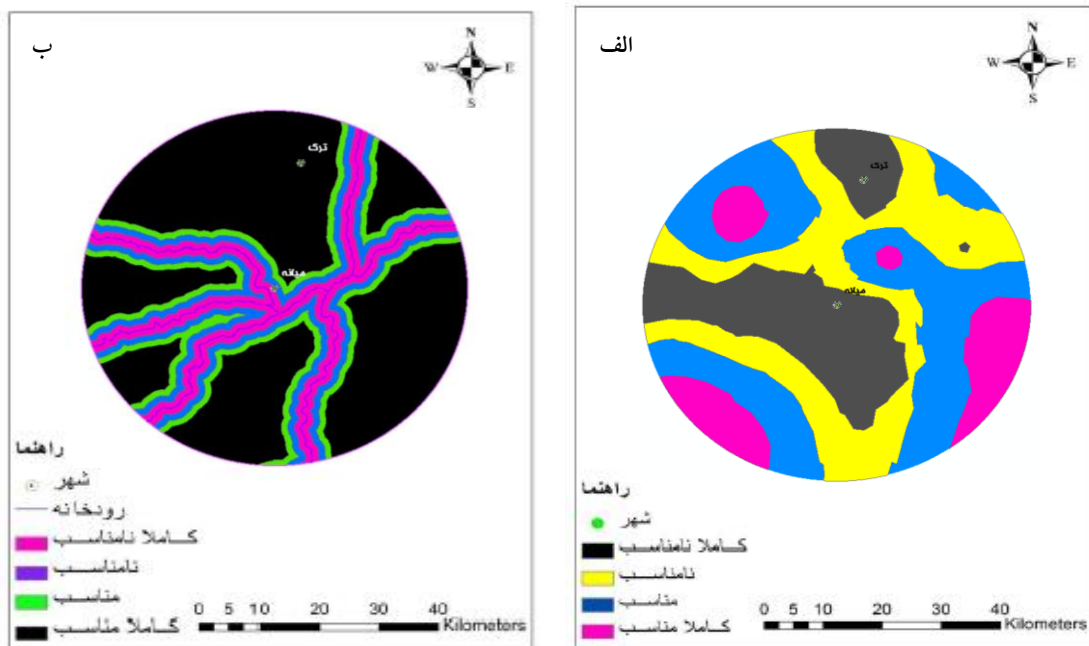 الف
N
W E
S
ترک
میانه
راهنما
شهر
کاملا نامناسب
نامناسب
مناسب
کاملا مناسب
0 5 10 20 30 40
Kilometers
ب
N
W E
S
ترک
میانه
راهنما
شهر
رودخانه
کاملا نامناسب
نامناسب
مناسب
کاملا مناسب
0 5 10 20 30 40
Kilometers